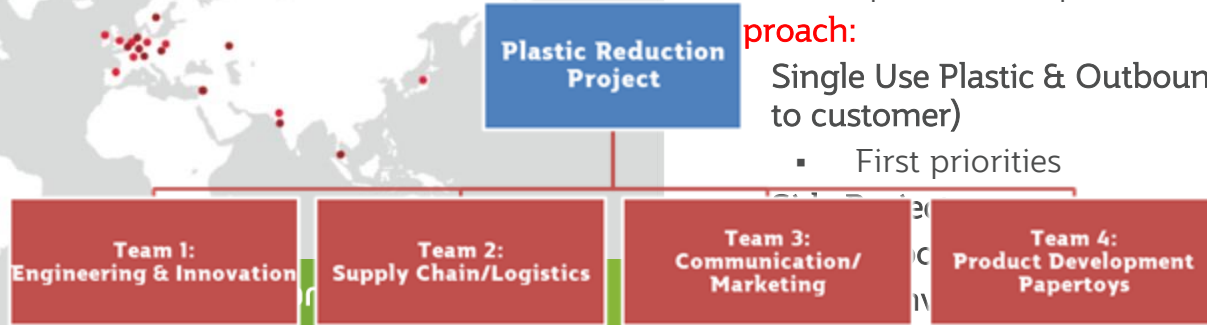 Plastic Reduction
Project
proach:
Single Use Plastic & Outboun
to customer)
▪ First priorities
Team 1:
Engineering & Innovation
Team 2:
Supply Chain/Logistics
Team 3:
Communication/
Marketing
Team 4:
Product Development
Papertoys